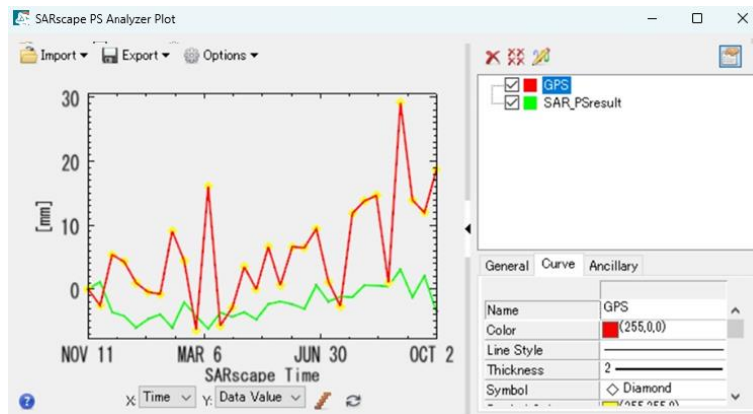 SARscape PS Analyzer Plot
Import
Export
Options
30
20
10
0
[mm]
NOV 11 MAR 6 JUN 30 OCT 2
SARscape Time
X: Time Y: Data Value
GPS
SAR_PSresult
General Curve Ancillary
Name GPS
Color (255,0,0)
Line Style
Thickness 2
Symbol Diamond